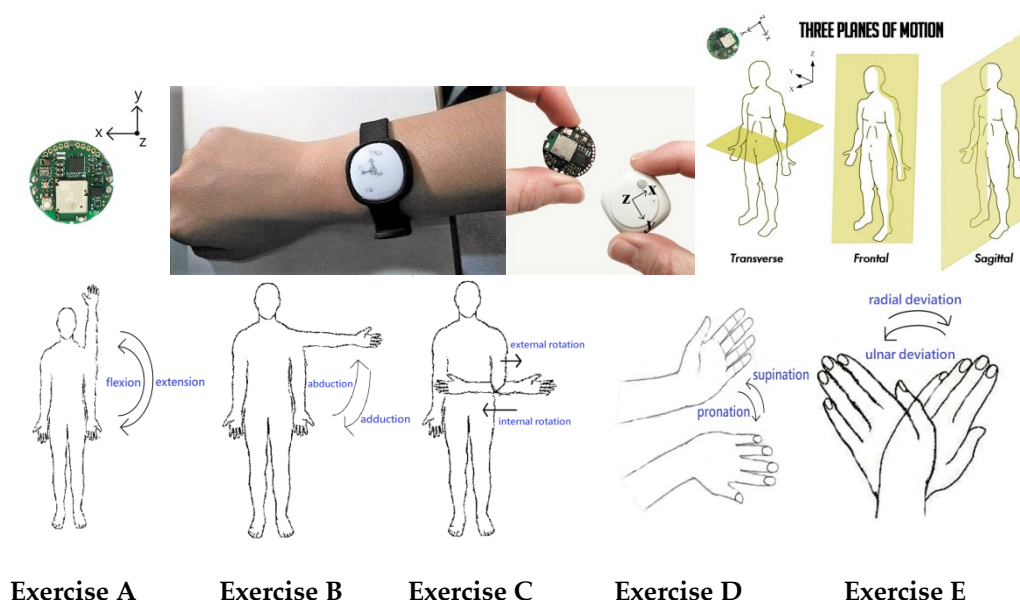 THREE PLANES OF MOTION
y
x
z
Z
X
Y
z
x
y
Transverse
Frontal
Sagittal
flexion
extension
abduction
adduction
external rotation
internal rotation
supination
pronation
radial deviation
ulnar deviation
Exercise A
Exercise B
Exercise C
Exercise D
Exercise E